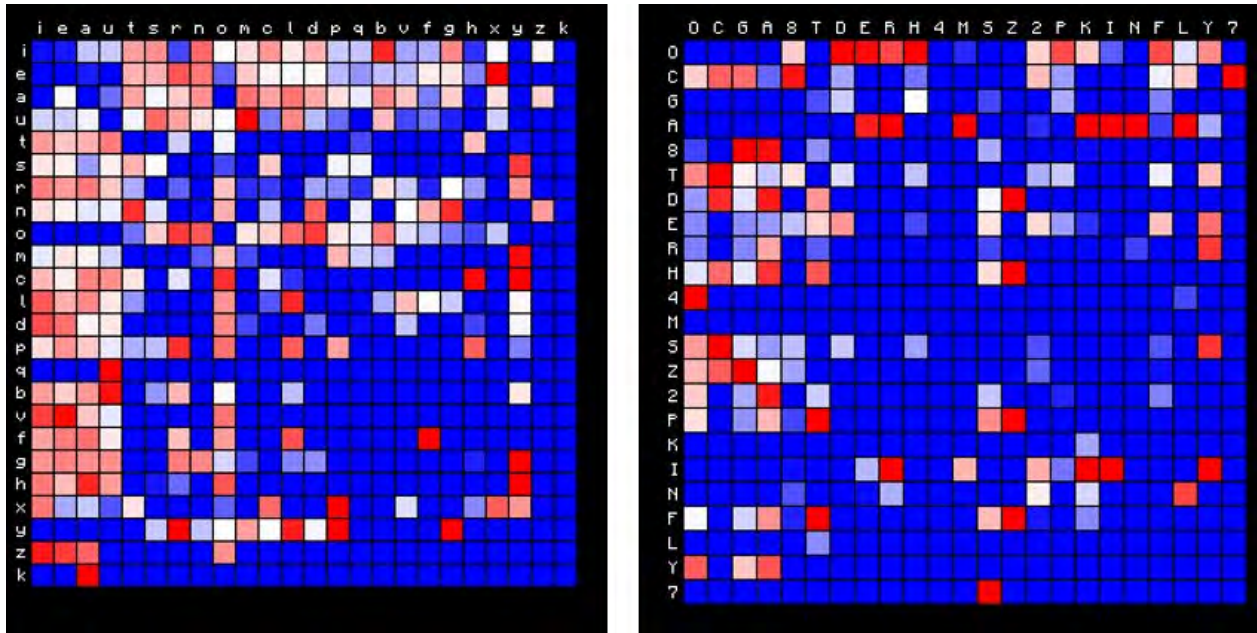 i e a u t s r n o m c l d p q b v f g h x y z k
i
e
a
u
t
s
r
n
o
m
c
l
d
p
q
b
v
f
g
h
x
y
z
k
O C G A 8 T D E R H 4 M S Z 2 P K I N F L Y 7
O
C
G
A
8
T
D
E
R
H
4
M
S
Z
2
P
K
I
N
F
L
Y
7